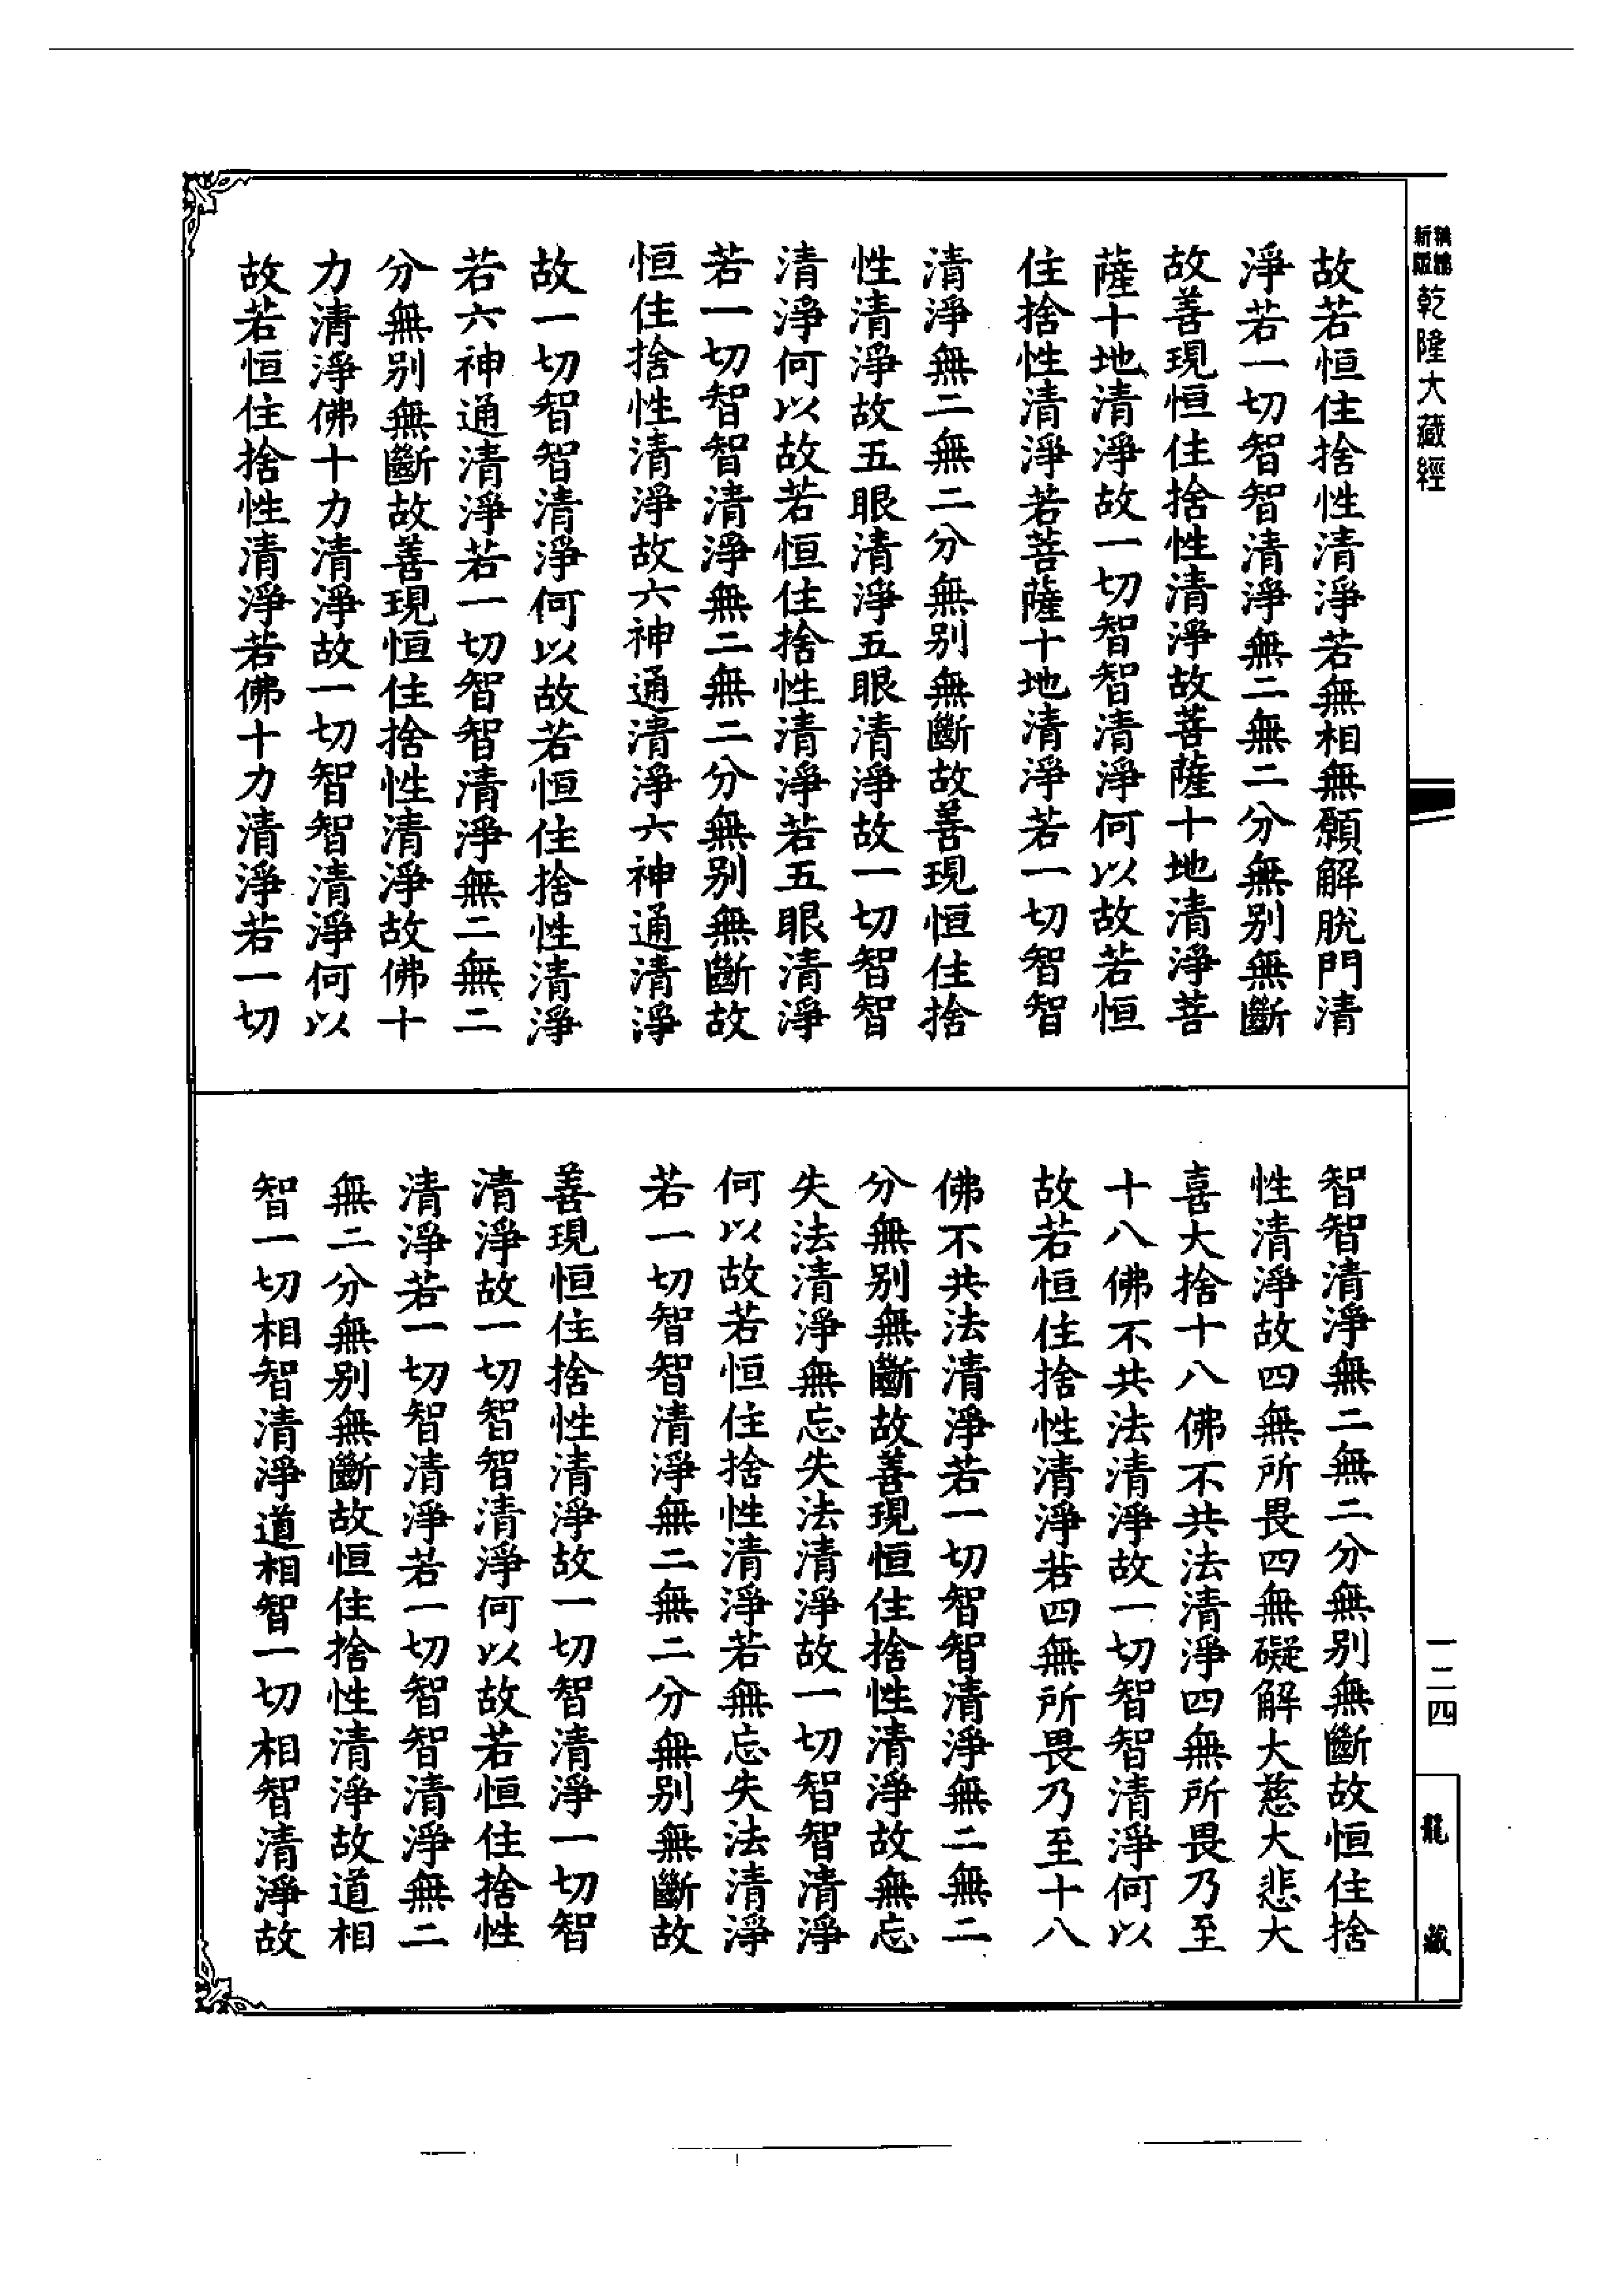 新版
乾隆大藏經
故若恒住捨性清淨若無相無願解脫門清
淨若一切智智清淨無二無二分無别無斷
故善現恒住捨性清淨故菩薩十地清淨菩
薩十地清淨故一切智智清淨何以故若恒
住捨性清淨若菩薩十地清淨若一切智智
清淨無二無二分無别無斷故善現恒住捨
性清淨故五眼清淨五眼清淨故一切智智
清淨何以故若恒住捨性清淨若五眼清淨
若一切智智清淨無二無二分無别無斷故
恒住捨性清淨故六神通清淨六神通清淨
故一切智智清淨何以故若恒住捨性清淨
若六神通清淨若一切智智清淨無二無二
分無别無斷故善現恒住捨性清淨故佛十
力清淨佛十力清淨故一切智智清淨何以
故若恒住捨性清淨若佛十力清淨若一切
智智清淨無二無二分無别無斷故恒住捨
性清淨故四無所畏四無礙解大慈大悲大
喜大捨十八佛不共法清淨四無所畏乃至
十八佛不共法清淨故一切智智清淨何以
故若恒住捨性清淨若四無所畏乃至十八
佛不共法清淨若一切智智清淨無二無二
分無别無斷故善現恒住捨性清淨故無忘
失法清淨無忘失法清淨故一切智智清淨
何以故若恒住捨性清淨若無忘失法清淨
若一切智智清淨無二無二分無别無斷故
善現恒住捨性清淨故一切智清淨一切智
清淨故一切智智清淨何以故若恒住捨性
清淨若一切智清淨若一切智智清淨無二
無二分無别無斷故恒住捨性清淨故道相
智一切相智清淨道相智一切相智清淨故
一二四
龍藏